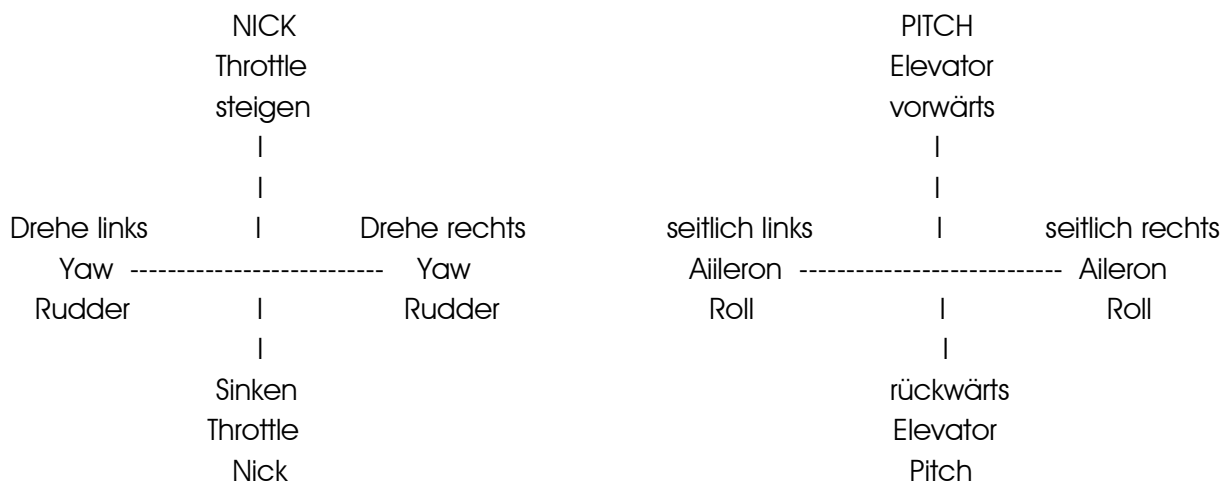 NICK PITCH
Throttle Elevator
steigen vorwärts
| |
| |
Drehe links | Drehe rechts seitlich links | seitlich rechts
Yaw --------------------------- Yaw Aiileron ---------------------------- Aileron
Rudder | Rudder Roll | Roll
| |
Sinken rückwärts
Throttle Elevator
Nick Pitch